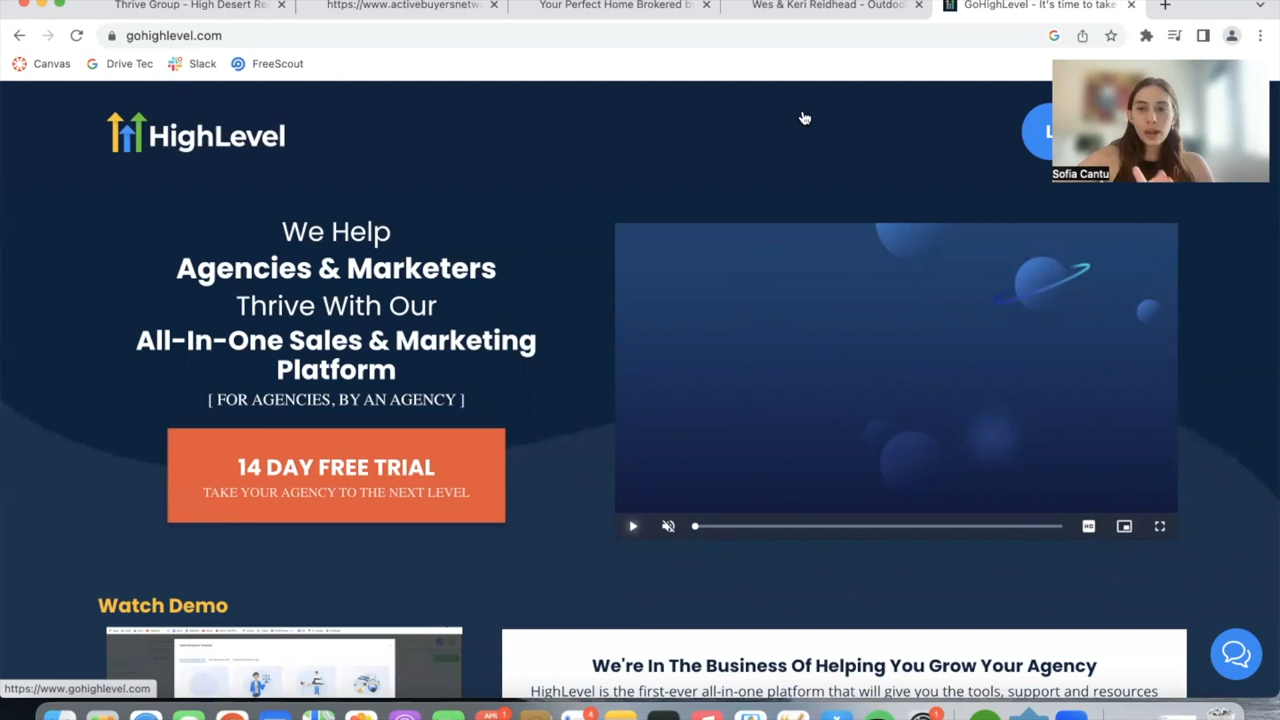 Thrive Group - High Desert Re
https://www.activebuyersnetw
Your Perfect Home Brokered b
Wes & Keri Reidhead - Outdoo
GoHighLevel - It's time to take
gohighlevel.com
Canvas
Drive Tec
Slack
FreeScout
HighLevel
L
Sofia Cantu
We Help
Agencies & Marketers
Thrive With Our
All-In-One Sales & Marketing
Platform
[ FOR AGENCIES, BY AN AGENCY ]
14 DAY FREE TRIAL
TAKE YOUR AGENCY TO THE NEXT LEVEL
HD
Watch Demo
We're In The Business Of Helping You Grow Your Agency
HighLevel is the first-ever all-in-one platform that will give you the tools, support and resources
https://www.gohighlevel.com
APR
1
4
1